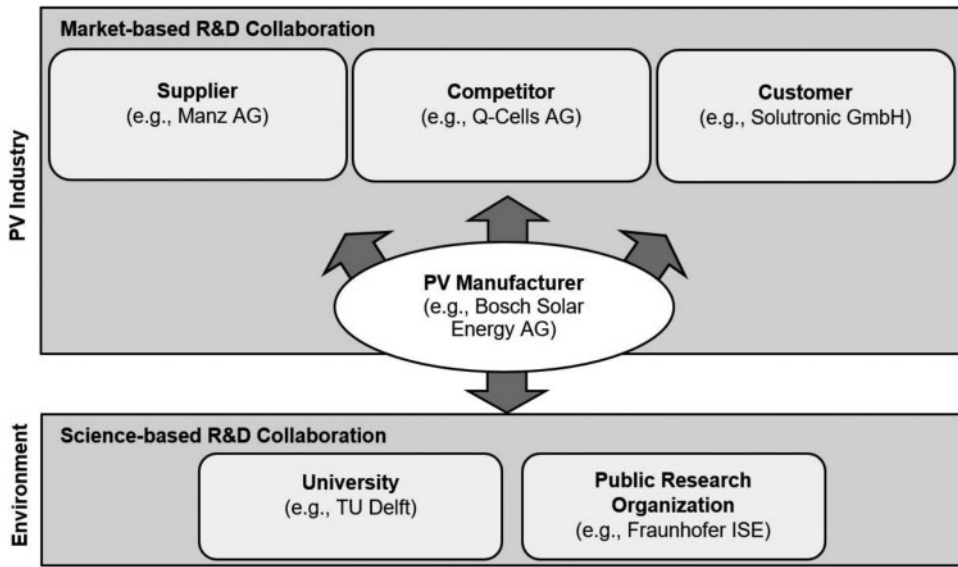 Market-based R&D Collaboration
Supplier
(e.g., Manz AG)
Competitor
(e.g., Q-Cells AG)
Customer
(e.g., Solutronic GmbH)
PV Industry
PV Manufacturer
(e.g., Bosch Solar
Energy AG)
Environment
Science-based R&D Collaboration
University
(e.g., TU Delft)
Public Research
Organization
(e.g., Fraunhofer ISE)